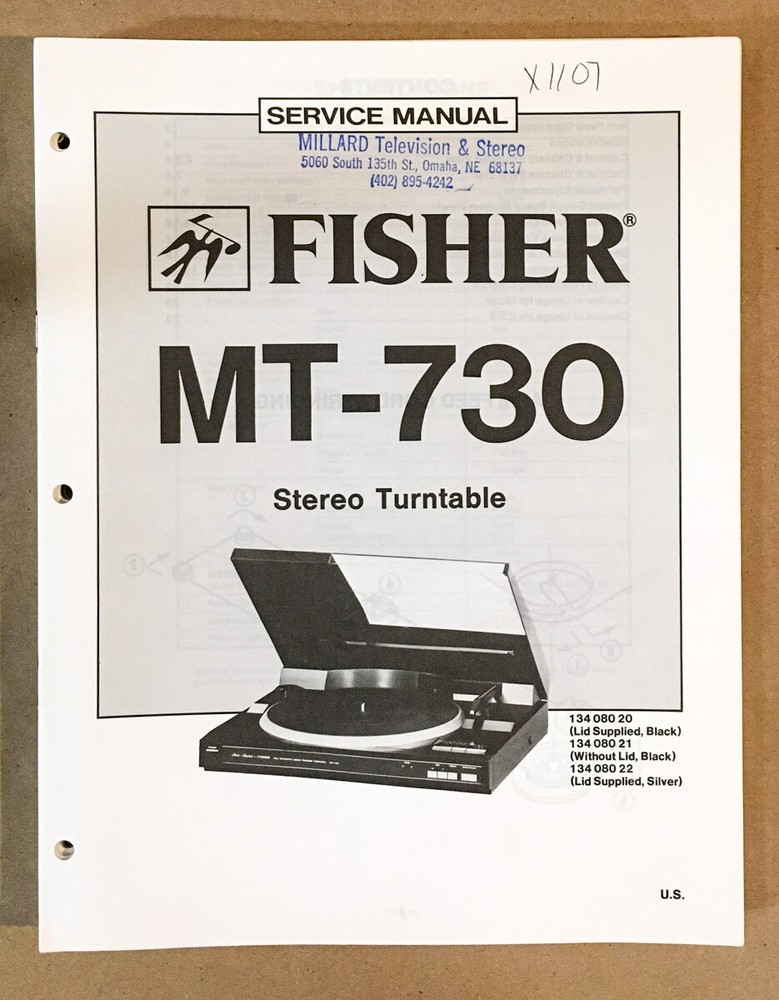 X1107
SERVICE MANUAL
MILLARD Television & Stereo
5060 South 135th St., Omaha, NE 68137
(402) 895-4242
FISHER®
MT-730
Stereo Turntable
134 080 20
(Lid Supplied, Black)
134 080 21
(Without Lid, Black)
134 080 22
(Lid Supplied, Silver)
U.S.